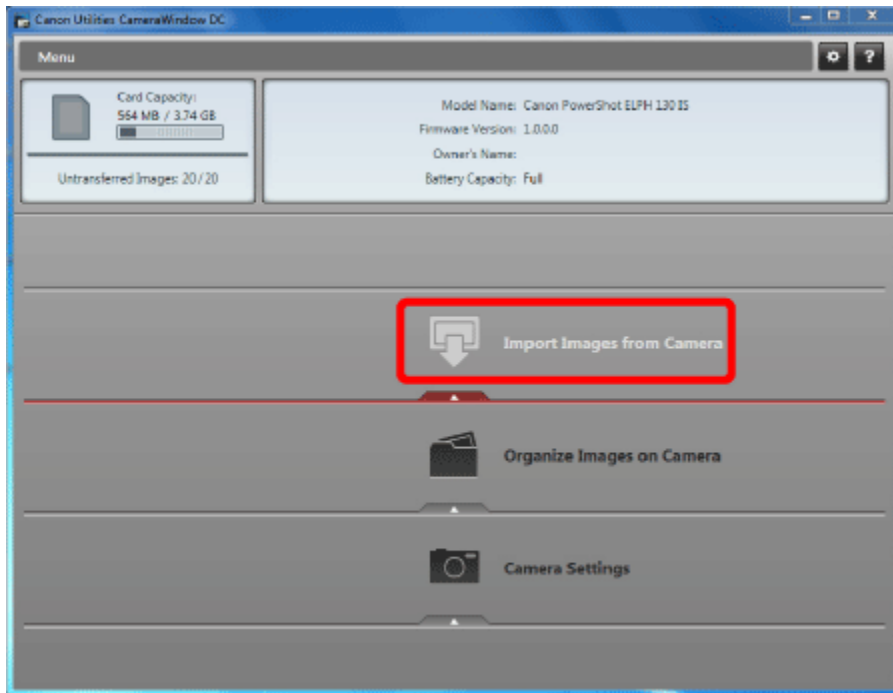 Canon Utilities CameraWindow DC
Menu
?
Card Capacity:
564 MB / 3.74 GB
Untransferred Images: 20/20
Model Name: Canon PowerShot ELPH 130 IS
Firmware Version: 1.0.0.0
Owner's Name:
Battery Capacity: Full
Import Images from Camera
Organize Images on Camera
Camera Settings